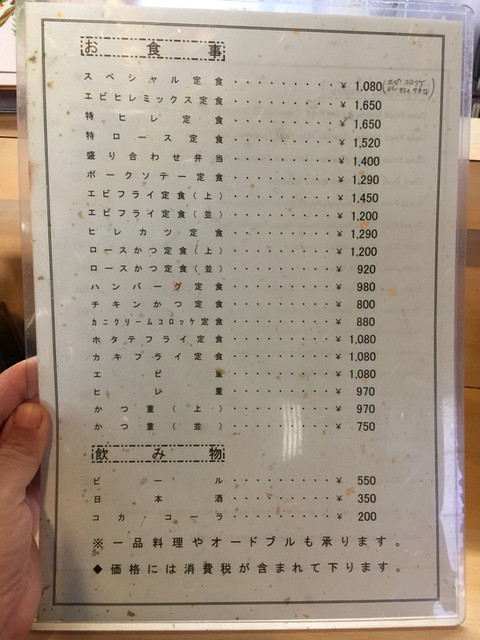 お食事
スペシャル定食 ・・・・・・・・・・ ¥ 1,080
エビヒレミックス定食 ・・・・・・・・・・ ¥ 1,650
特ヒレ定食 ・・・・・・・・・・ ¥ 1,650
特ロース定食 ・・・・・・・・・・ ¥ 1,520
盛り合わせ弁当 ・・・・・・・・・・ ¥ 1,400
ポークソテー定食 ・・・・・・・・・・ ¥ 1,290
エビフライ定食(上) ・・・・・・・・・・ ¥ 1,450
エビフライ定食(並) ・・・・・・・・・・ ¥ 1,200
ヒレカツ定食 ・・・・・・・・・・ ¥ 1,290
ロースかつ定食(上) ・・・・・・・・・・ ¥ 1,200
ロースかつ定食(並) ・・・・・・・・・・ ¥ 920
ハンバーグ定食 ・・・・・・・・・・ ¥ 980
チキンかつ定食 ・・・・・・・・・・ ¥ 800
カニクリームコロッケ定食 ・・・・・・・・・・ ¥ 880
ホタテフライ定食 ・・・・・・・・・・ ¥ 1,080
カキフライ定食 ・・・・・・・・・・ ¥ 1,080
エビ重 ・・・・・・・・・・ ¥ 1,080
ヒレ重 ・・・・・・・・・・ ¥ 970
かつ重(上) ・・・・・・・・・・ ¥ 970
かつ重(並) ・・・・・・・・・・ ¥ 750
飲み物
ビール ・・・・・・・・・・ ¥ 550
日本酒 ・・・・・・・・・・ ¥ 350
コカコーラ ・・・・・・・・・・ ¥ 200
※一品料理やオードブルも承ります。
◆価格には消費税が含まれて下ります。